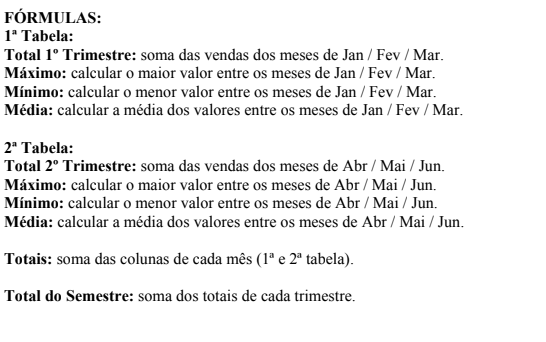 FÓRMULAS:
1ª Tabela:
Total 1º Trimestre: soma das vendas dos meses de Jan / Fev / Mar.
Máximo: calcular o maior valor entre os meses de Jan / Fev / Mar.
Mínimo: calcular o menor valor entre os meses de Jan / Fev / Mar.
Média: calcular a média dos valores entre os meses de Jan / Fev / Mar.
2ª Tabela:
Total 2º Trimestre: soma das vendas dos meses de Abr / Mai / Jun.
Máximo: calcular o maior valor entre os meses de Abr / Mai / Jun.
Mínimo: calcular o menor valor entre os meses de Abr / Mai / Jun.
Média: calcular a média dos valores entre os meses de Abr / Mai / Jun.
Totais: soma das colunas de cada mês (1ª e 2ª tabela).
Total do Semestre: soma dos totais de cada trimestre.